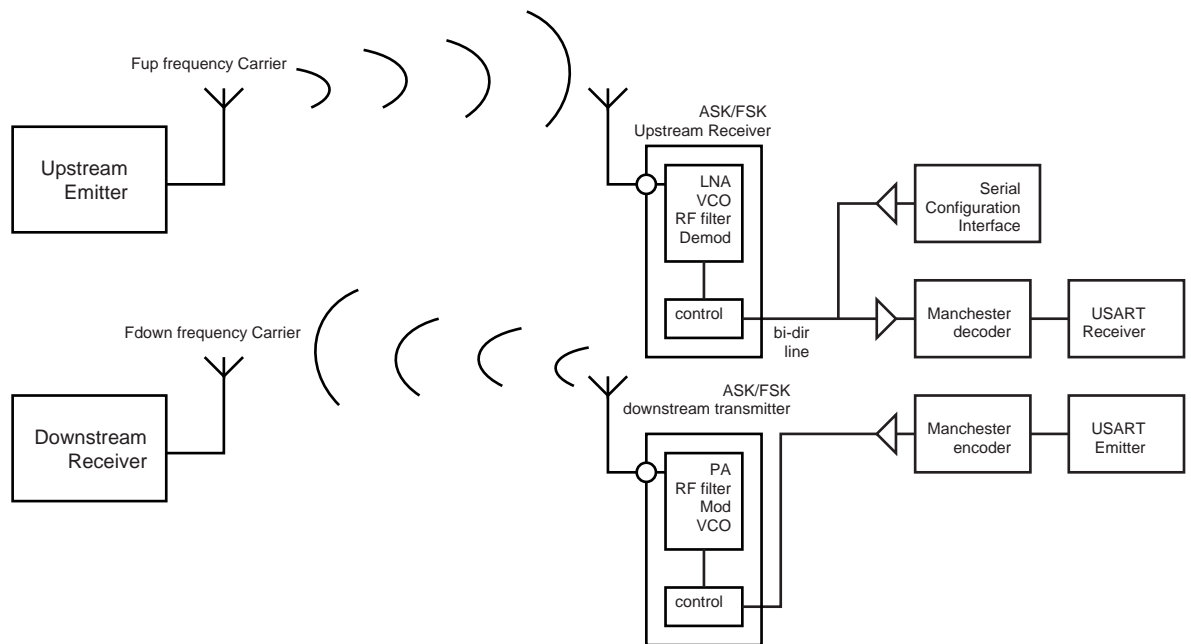 Fup frequency Carrier
Upstream
Emitter
ASK/FSK
Upstream Receiver
LNA
VCO
RF filter
Demod
control
bi-dir
line
Serial
Configuration
Interface
Manchester
decoder
USART
Receiver
Fdown frequency Carrier
Downstream
Receiver
ASK/FSK
downstream transmitter
PA
RF filter
Mod
VCO
control
Manchester
encoder
USART
Emitter